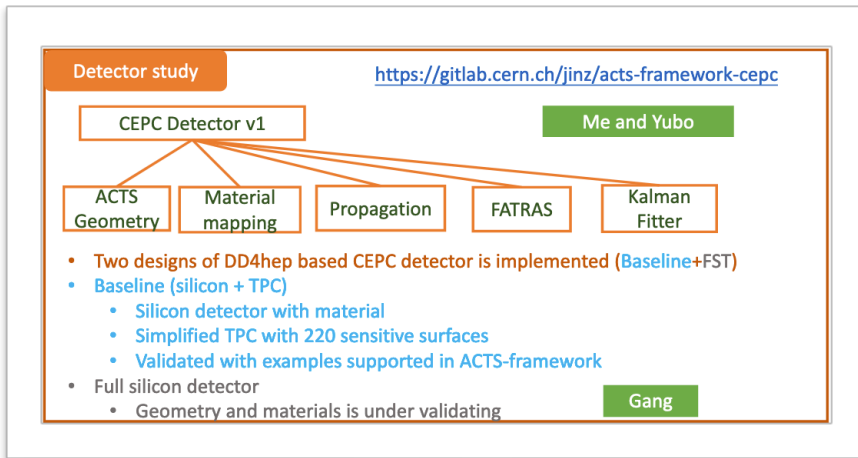 Detector study
https://gitlab.cern.ch/jinz/acts-framework-cepc
CEPC Detector v1
Me and Yubo
ACTS
Geometry
Material
mapping
Propagation
FATRAS
Kalman
Fitter
• Two designs of DD4hep based CEPC detector is implemented (Baseline+FST)
• Baseline (silicon + TPC)
• Silicon detector with material
• Simplified TPC with 220 sensitive surfaces
• Validated with examples supported in ACTS-framework
• Full silicon detector
• Geometry and materials is under validating
Gang